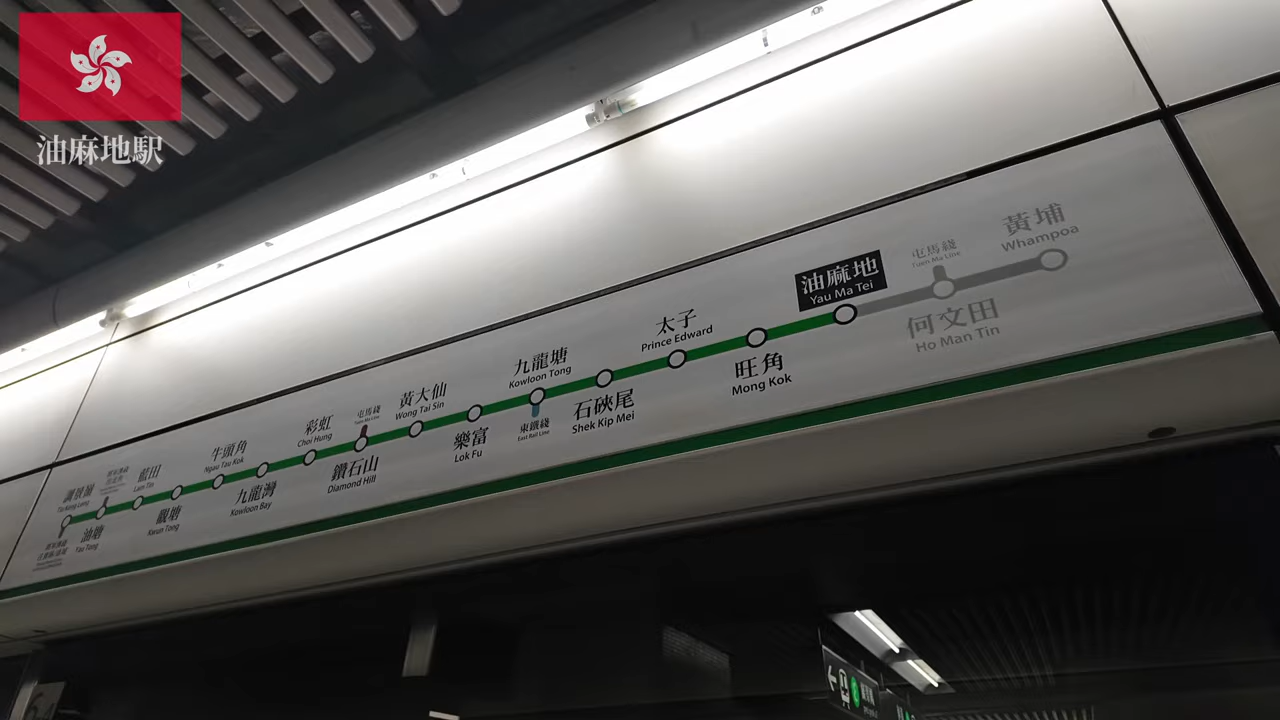 油麻地駅
黃埔
Whampoa
屯馬綫
Tuen Ma Line
何文田
Ho Man Tin
油麻地
Yau Ma Tei
旺角
Mong Kok
太子
Prince Edward
石硤尾
Shek Kip Mei
九龍塘
Kowloon Tong
東鐵綫
East Rail Line
樂富
Lok Fu
黃大仙
Wong Tai Sin
屯馬綫
鑽石山
Diamond Hill
彩虹
Choi Hung
九龍灣
Kowloon Bay
牛頭角
Ngau Tau Kok
觀塘
Kwun Tong
藍田
Lam Tin
油塘
Yau Tong
調景嶺
Tiu Keng Leng